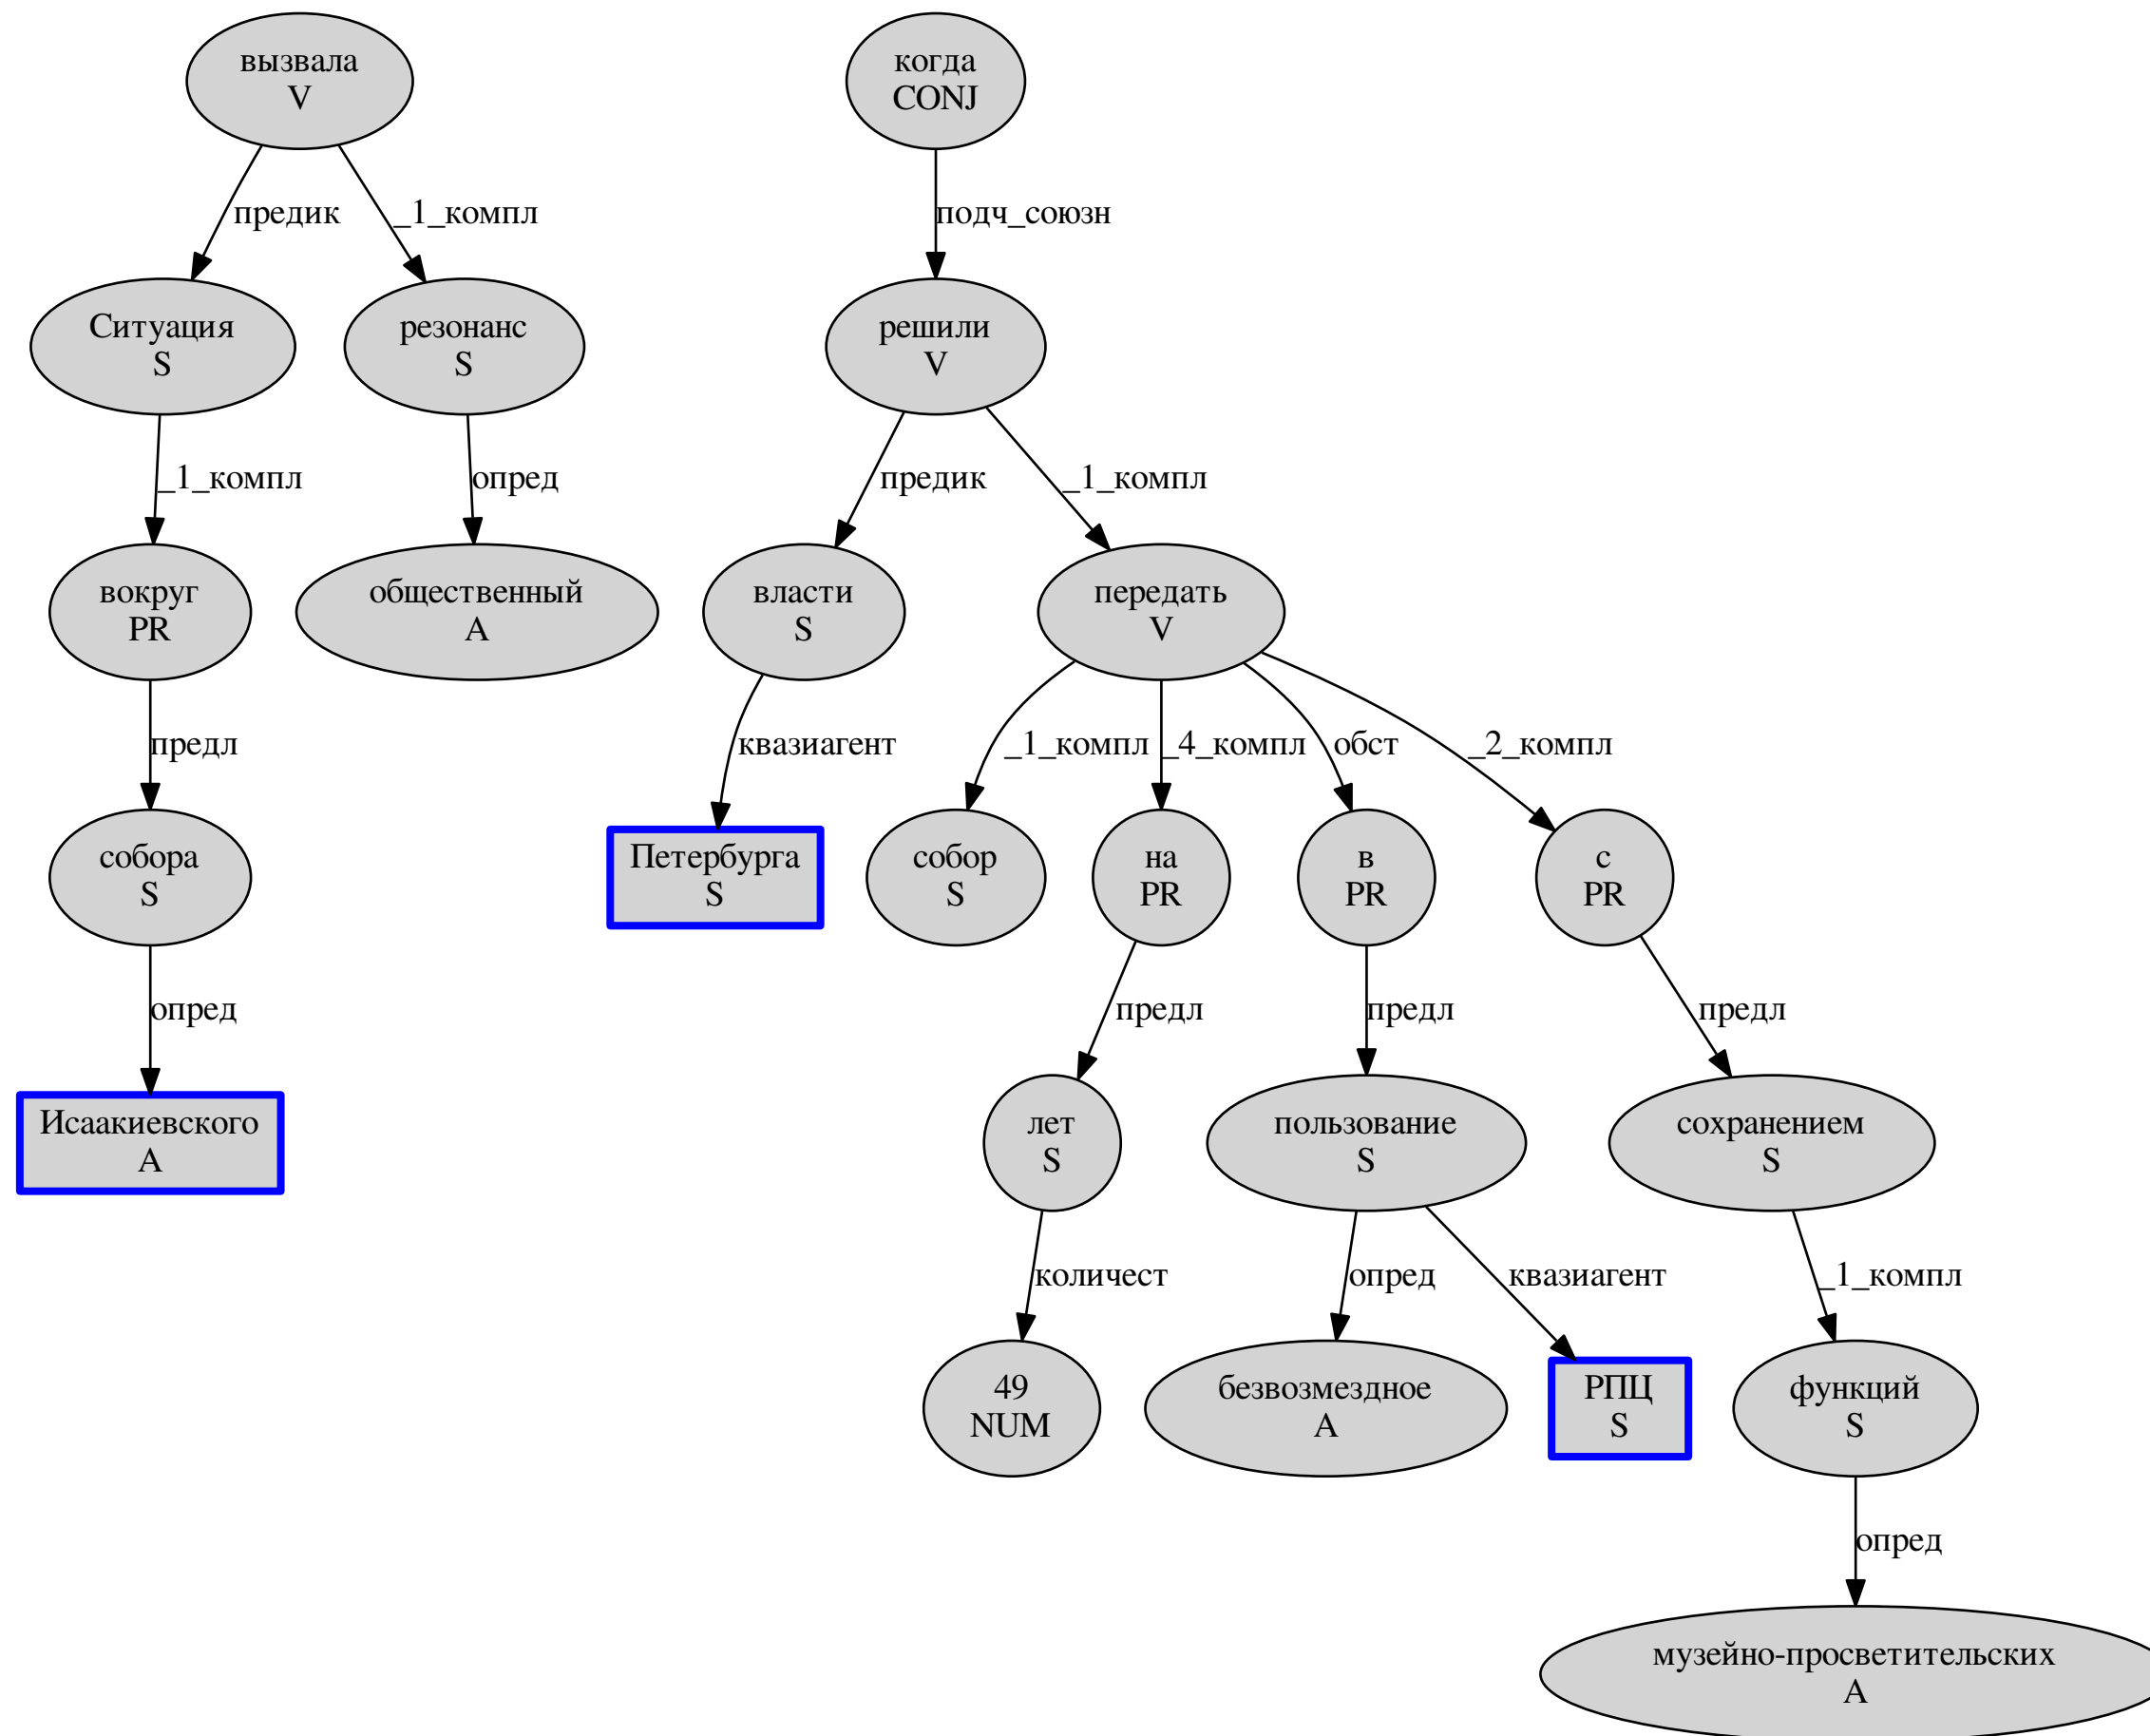 вызвала
V
когда
CONJ
предик
_1_компл
подч_союзн
Ситуация
S
резонанс
S
решили
V
_1_компл
опред
предик
_1_компл
вокруг
PR
общественный
A
власти
S
передать
V
предл
квазиагент
_1_компл
_4_компл
обст
_2_компл
собора
S
Петербурга
S
собор
S
на
PR
в
PR
с
PR
опред
предл
предл
предл
Исаакиевского
A
лет
S
пользование
S
сохранением
S
количест
опред
квазиагент
_1_компл
49
NUM
безвозмездное
A
РПЦ
S
функций
S
опред
музейно-просветительских
A